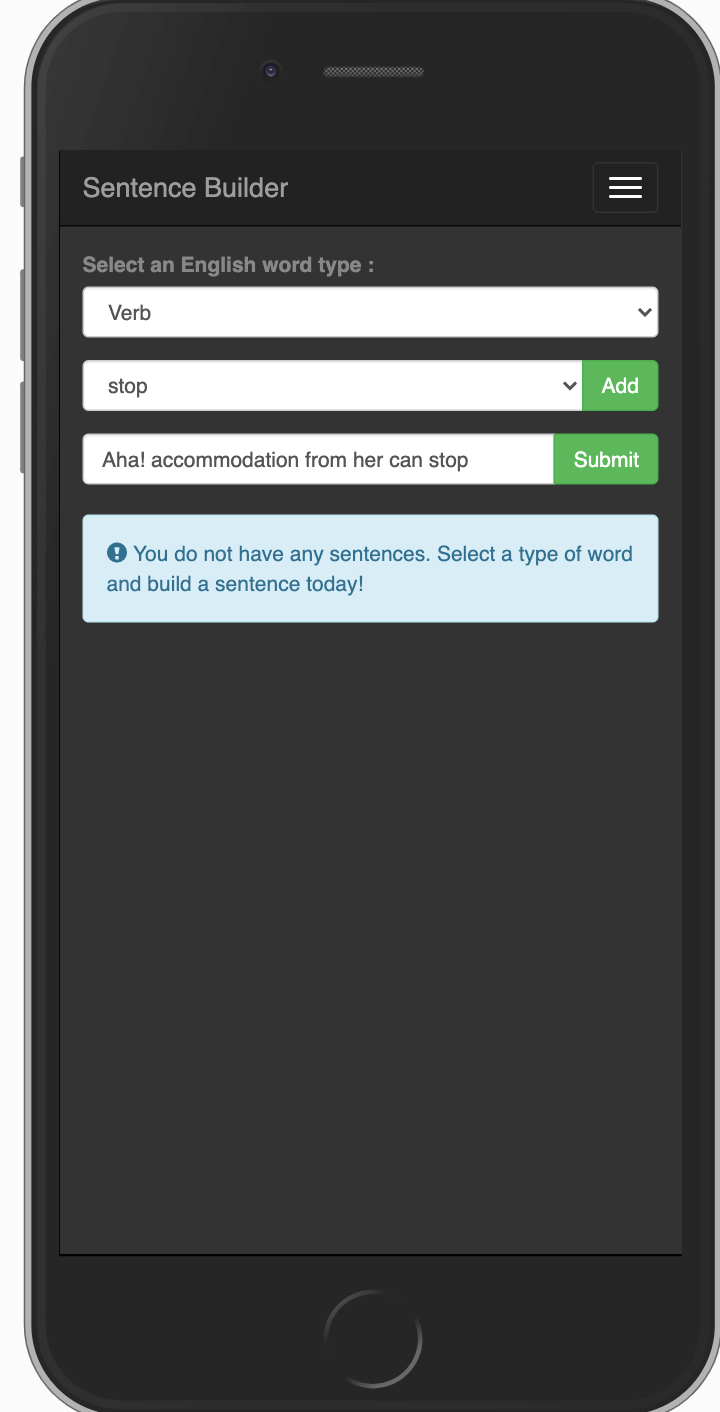 Sentence Builder
Select an English word type :
Verb
stop Add
Aha! accommodation from her can stop Submit
You do not have any sentences. Select a type of word
and build a sentence today!